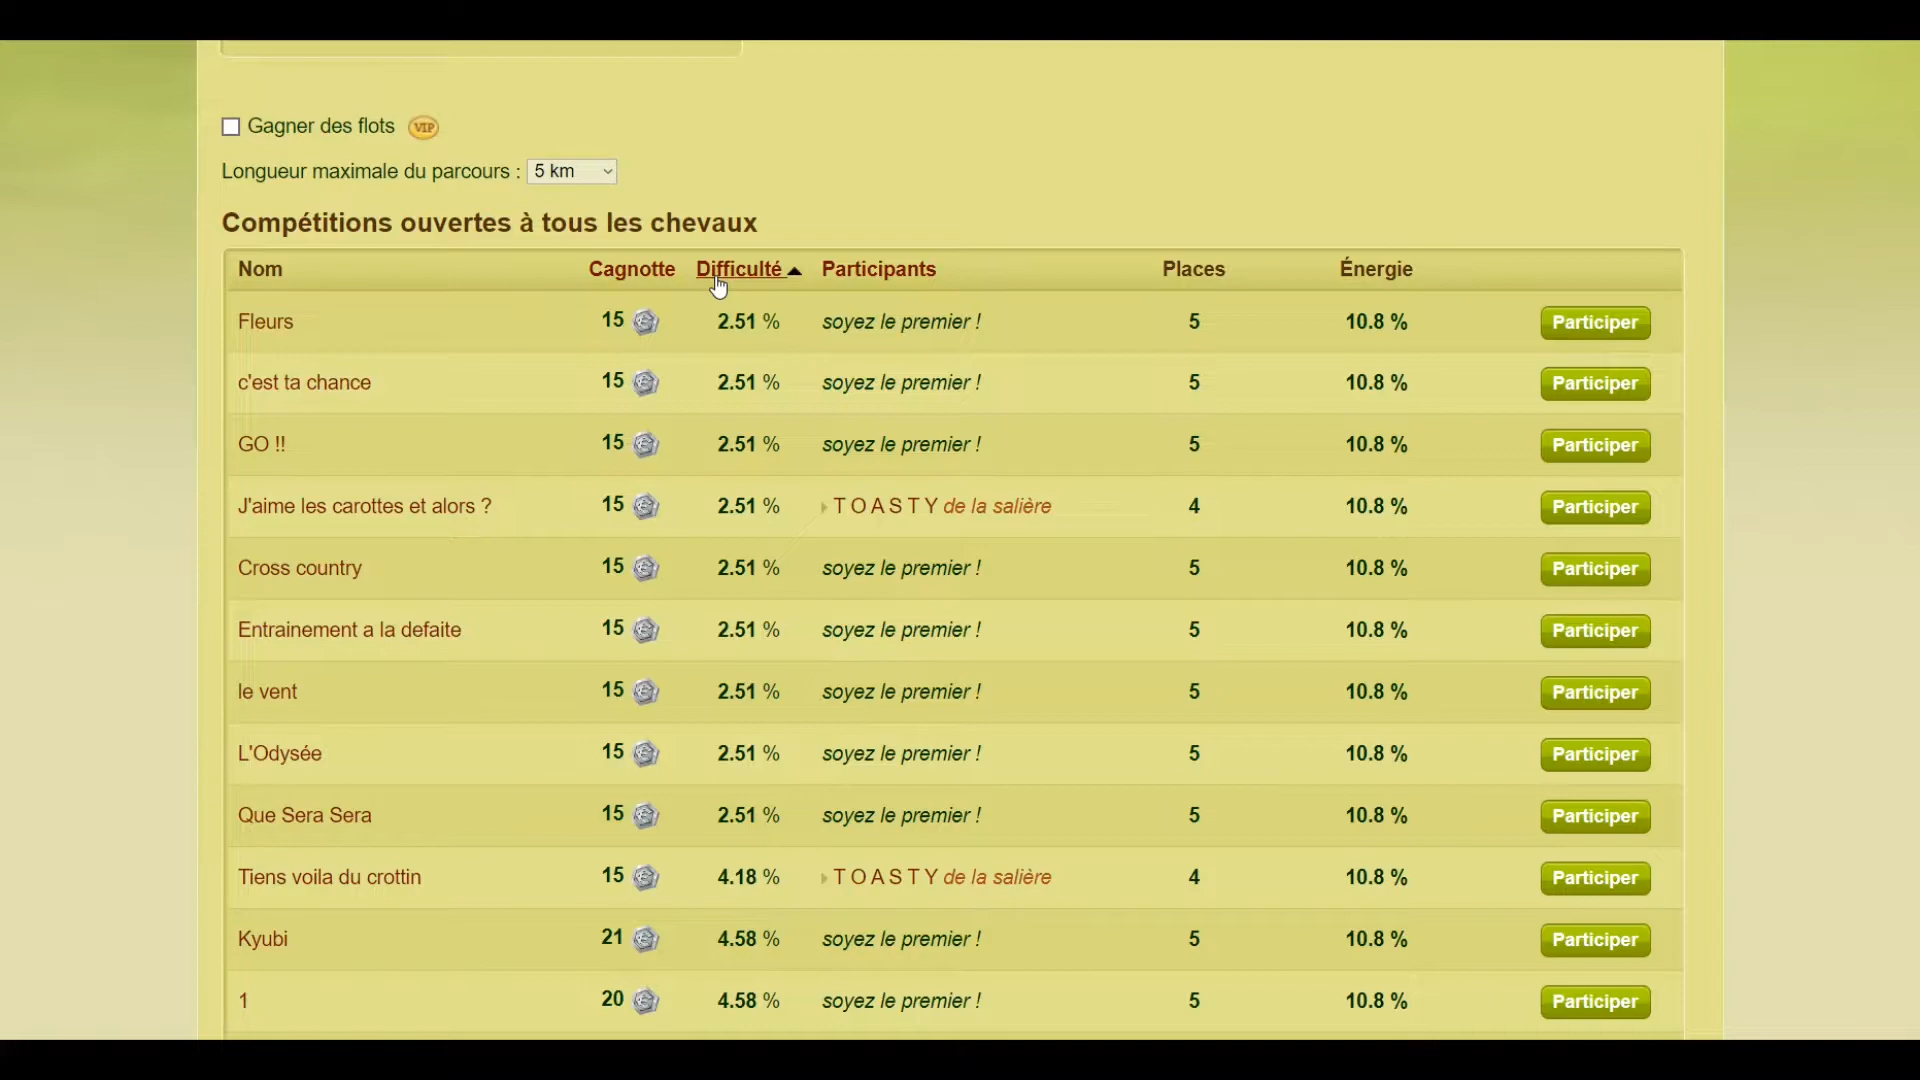 Gagner des flots VIP
Longueur maximale du parcours : 5 km
Compétitions ouvertes à tous les chevaux
Nom Cagnotte Difficulté Participants Places Énergie
Fleurs 15 2.51 % soyez le premier ! 5 10.8 % Participer
c'est ta chance 15 2.51 % soyez le premier ! 5 10.8 % Participer
GO !! 15 2.51 % soyez le premier ! 5 10.8 % Participer
J'aime les carottes et alors ? 15 2.51 % T O A S T Y de la salière 4 10.8 % Participer
Cross country 15 2.51 % soyez le premier ! 5 10.8 % Participer
Entrainement a la defaite 15 2.51 % soyez le premier ! 5 10.8 % Participer
le vent 15 2.51 % soyez le premier ! 5 10.8 % Participer
L'Odysée 15 2.51 % soyez le premier ! 5 10.8 % Participer
Que Sera Sera 15 2.51 % soyez le premier ! 5 10.8 % Participer
Tiens voila du crottin 15 4.18 % T O A S T Y de la salière 4 10.8 % Participer
Kyubi 21 4.58 % soyez le premier ! 5 10.8 % Participer
1 20 4.58 % soyez le premier ! 5 10.8 % Participer